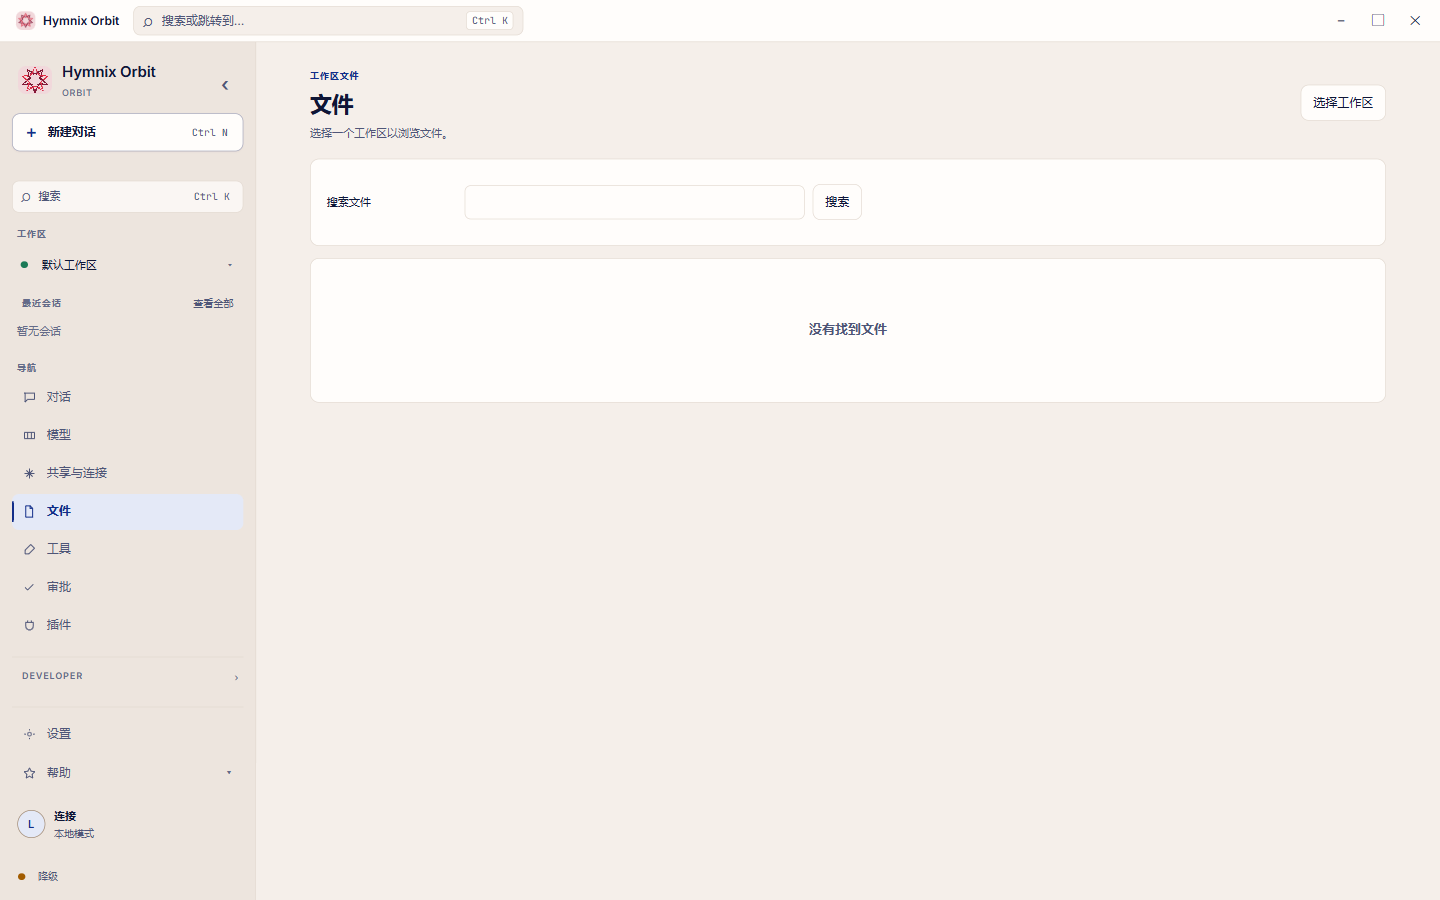 Hymnix Orbit
搜索或跳转到... Ctrl K
Hymnix Orbit
ORBIT
新建对话 Ctrl N
搜索 Ctrl K
工作区
默认工作区
最近会话 查看全部
暂无会话
导航
对话
模型
共享与连接
文件
工具
审批
插件
DEVELOPER
设置
帮助
L
连接
本地模式
降级
工作区文件
文件
选择一个工作区以浏览文件。
选择工作区
搜索文件
搜索
没有找到文件